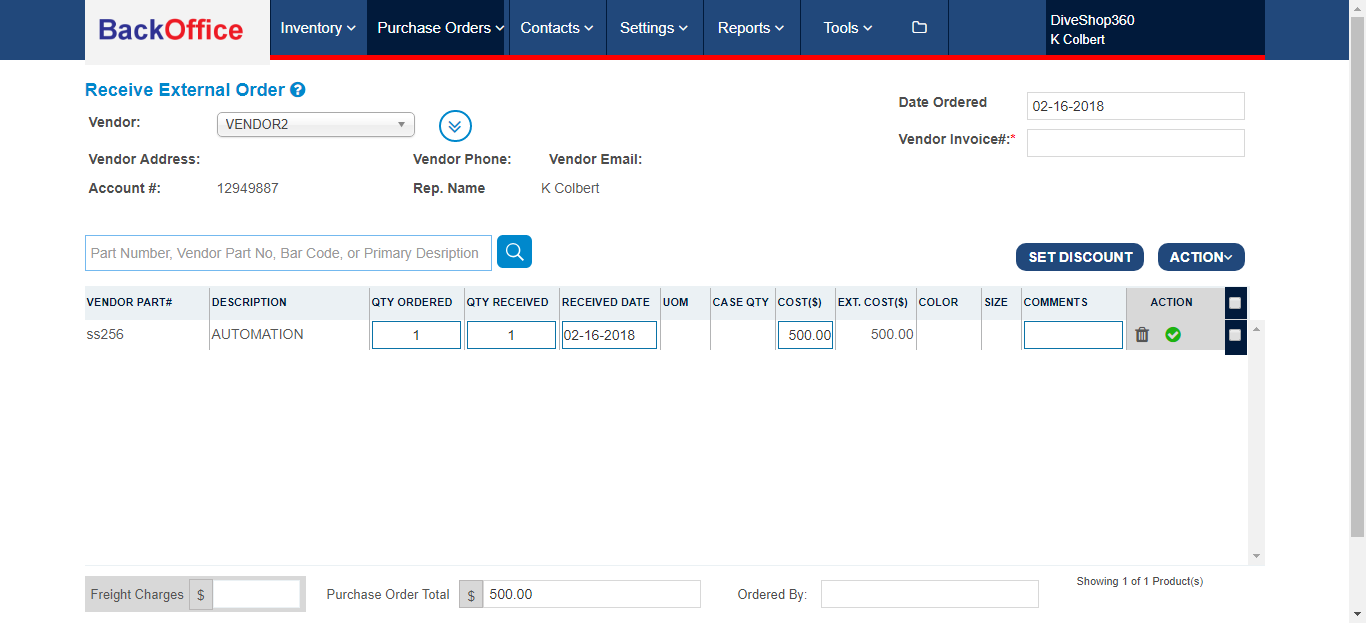 BackOffice
Inventory Purchase Orders Contacts Settings Reports Tools
DiveShop360
K Colbert
Receive External Order ?
Date Ordered 02-16-2018
Vendor: VENDOR2
Vendor Invoice#:*
Vendor Address: Vendor Phone: Vendor Email:
Account #: 12949887 Rep. Name K Colbert
Part Number, Vendor Part No, Bar Code, or Primary Desription
SET DISCOUNT ACTION
VENDOR PART# DESCRIPTION QTY ORDERED QTY RECEIVED RECEIVED DATE UOM CASE QTY COST($) EXT. COST($) COLOR SIZE COMMENTS ACTION
ss256 AUTOMATION 1 1 02-16-2018 500.00 500.00
Freight Charges $ Purchase Order Total $ 500.00 Ordered By: Showing 1 of 1 Product(s)